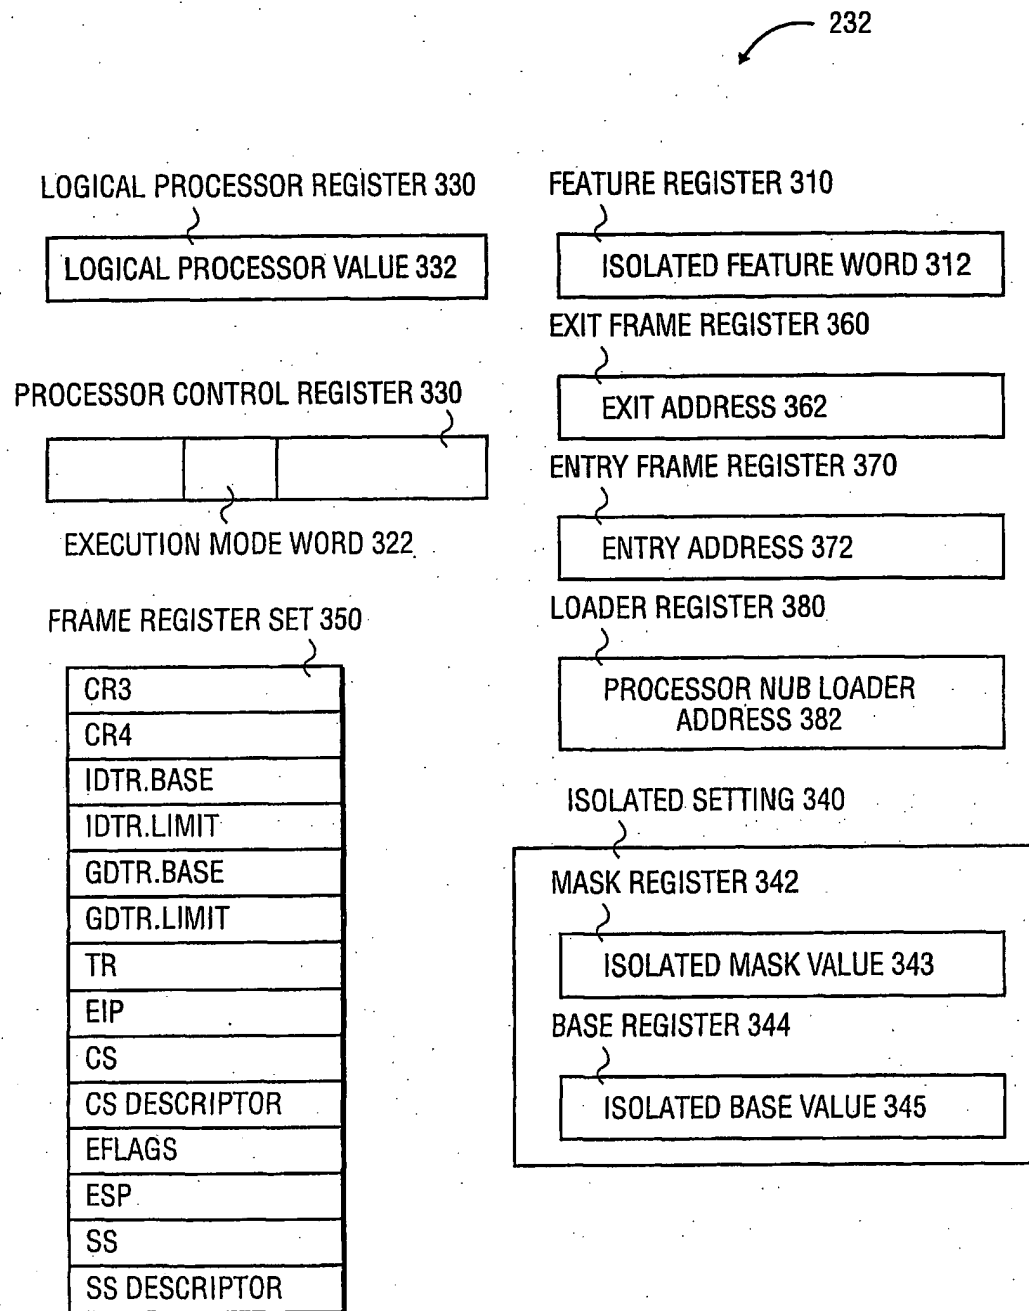 232
LOGICAL PROCESSOR REGISTER 330
LOGICAL PROCESSOR VALUE 332
PROCESSOR CONTROL REGISTER 330
EXECUTION MODE WORD 322
FRAME REGISTER SET 350
CR3
CR4
IDTR.BASE
IDTR.LIMIT
GDTR.BASE
GDTR.LIMIT
TR
EIP
CS
CS DESCRIPTOR
EFLAGS
ESP
SS
SS DESCRIPTOR
FEATURE REGISTER 310
ISOLATED FEATURE WORD 312
EXIT FRAME REGISTER 360
EXIT ADDRESS 362
ENTRY FRAME REGISTER 370
ENTRY ADDRESS 372
LOADER REGISTER 380
PROCESSOR NUB LOADER
ADDRESS 382
ISOLATED SETTING 340
MASK REGISTER 342
ISOLATED MASK VALUE 343
BASE REGISTER 344
ISOLATED BASE VALUE 345